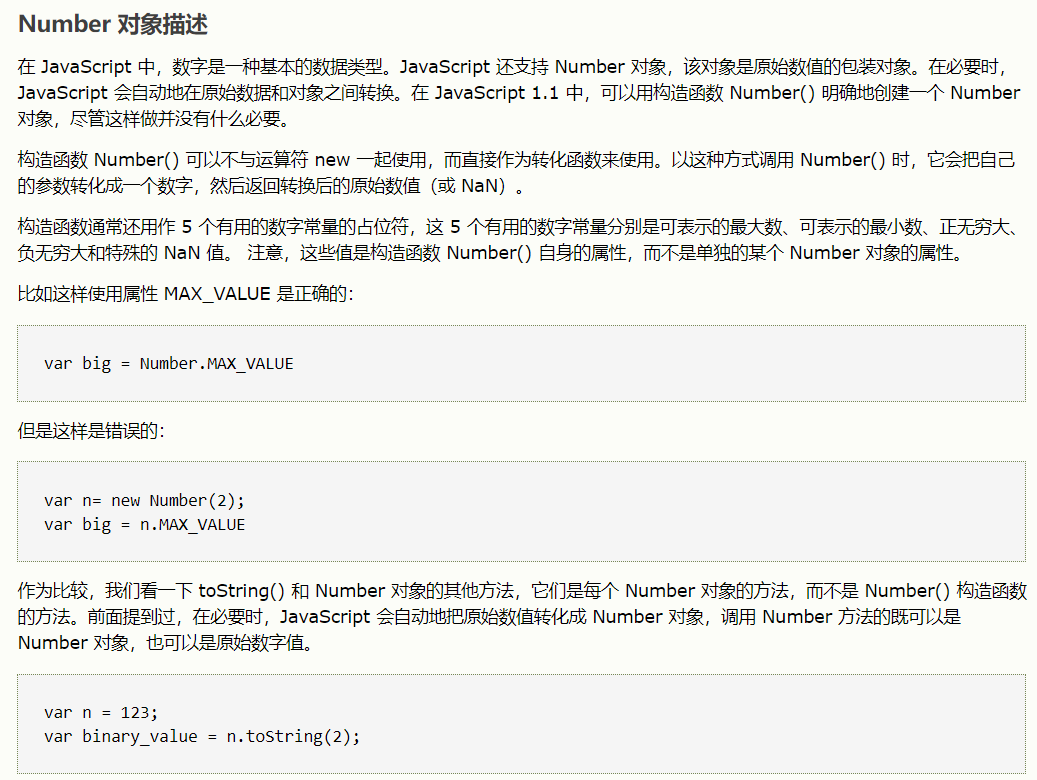 Number 对象描述
在 JavaScript 中，数字是一种基本的数据类型。JavaScript 还支持 Number 对象，该对象是原始数值的包装对象。在必要时，
JavaScript 会自动地在原始数据和对象之间转换。在 JavaScript 1.1 中，可以用构造函数 Number() 明确地创建一个 Number
对象，尽管这样做并没有什么必要。
构造函数 Number() 可以不与运算符 new 一起使用，而直接作为转化函数来使用。以这种方式调用 Number() 时，它会把自己
的参数转化成一个数字，然后返回转换后的原始数值（或 NaN）。
构造函数通常还用作 5 个有用的数字常量的占位符，这 5 个有用的数字常量分别是可表示的最大数、可表示的最小数、正无穷大、
负无穷大和特殊的 NaN 值。 注意，这些值是构造函数 Number() 自身的属性，而不是单独的某个 Number 对象的属性。
比如这样使用属性 MAX_VALUE 是正确的：
var big = Number.MAX_VALUE
但是这样是错误的：
var n= new Number(2);
var big = n.MAX_VALUE
作为比较，我们看一下 toString() 和 Number 对象的其他方法，它们是每个 Number 对象的方法，而不是 Number() 构造函数
的方法。前面提到过，在必要时，JavaScript 会自动地把原始数值转化成 Number 对象，调用 Number 方法的既可以是
Number 对象，也可以是原始数字值。
var n = 123;
var binary_value = n.toString(2);